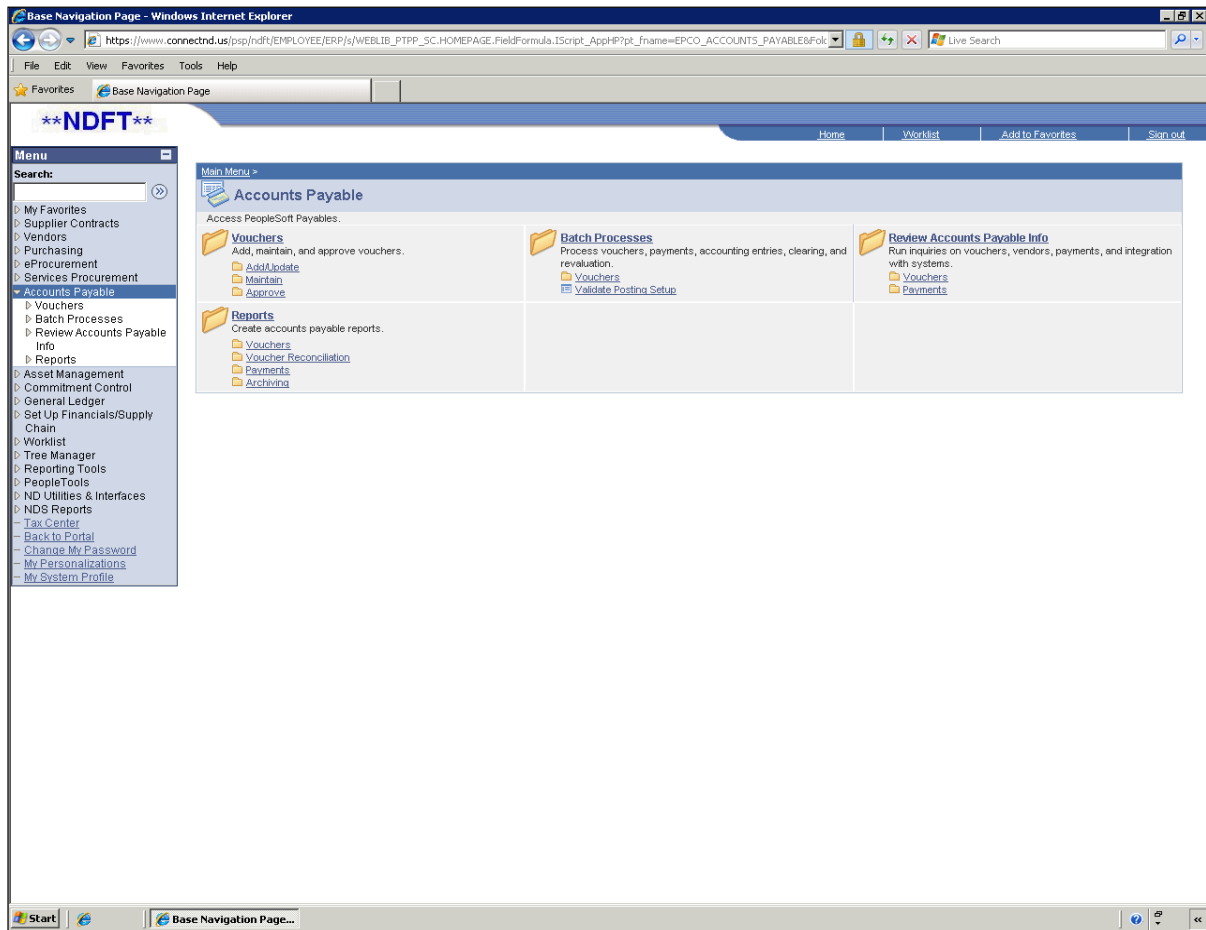 Base Navigation Page - Windows Internet Explorer
https://www.connectnd.us/psp/ndft/EMPLOYEE/ERP/s/WEBLIB_PTPP_SC.HOMEPAGE.FieldFormula.IScript_AppHP?pt_fname=EPCO_ACCOUNTS_PAYABLE&Fol
Live Search
File Edit View Favorites Tools Help
Favorites Base Navigation Page
**NDFT**
Home Worklist Add to Favorites Sign out
Menu
Search:
My Favorites
Supplier Contracts
Vendors
Purchasing
eProcurement
Services Procurement
Accounts Payable
Vouchers
Batch Processes
Review Accounts Payable
Info
Reports
Asset Management
Commitment Control
General Ledger
Set Up Financials/Supply
Chain
Worklist
Tree Manager
Reporting Tools
PeopleTools
ND Utilities & Interfaces
NDS Reports
Tax Center
Back to Portal
Change My Password
My Personalizations
My System Profile
Main Menu >
Accounts Payable
Access PeopleSoft Payables.
Vouchers
Add, maintain, and approve vouchers.
Add/Update
Maintain
Approve
Batch Processes
Process vouchers, payments, accounting entries, clearing, and
revaluation.
Vouchers
Validate Posting Setup
Review Accounts Payable Info
Run inquiries on vouchers, vendors, payments, and integration
with systems.
Vouchers
Payments
Reports
Create accounts payable reports.
Vouchers
Voucher Reconciliation
Payments
Archiving
Start Base Navigation Page...